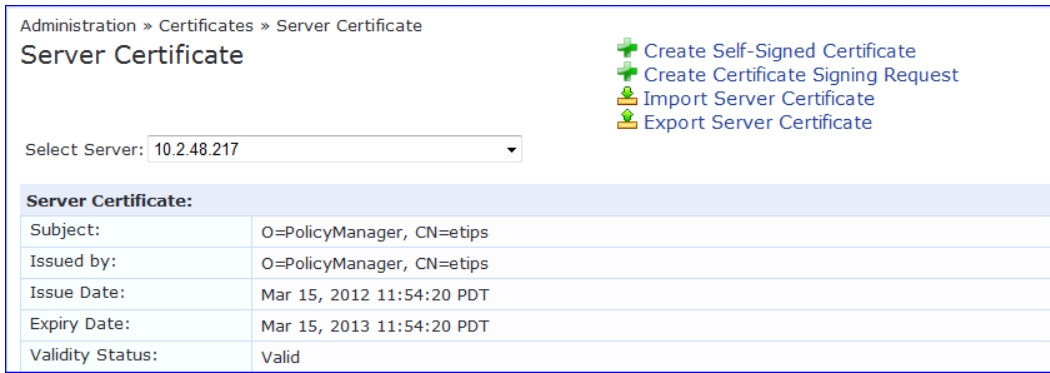 Administration » Certificates » Server Certificate
Server Certificate
Create Self-Signed Certificate
Create Certificate Signing Request
Import Server Certificate
Export Server Certificate
Select Server: 10.2.48.217
Server Certificate:
Subject: O=PolicyManager, CN=etips
Issued by: O=PolicyManager, CN=etips
Issue Date: Mar 15, 2012 11:54:20 PDT
Expiry Date: Mar 15, 2013 11:54:20 PDT
Validity Status: Valid